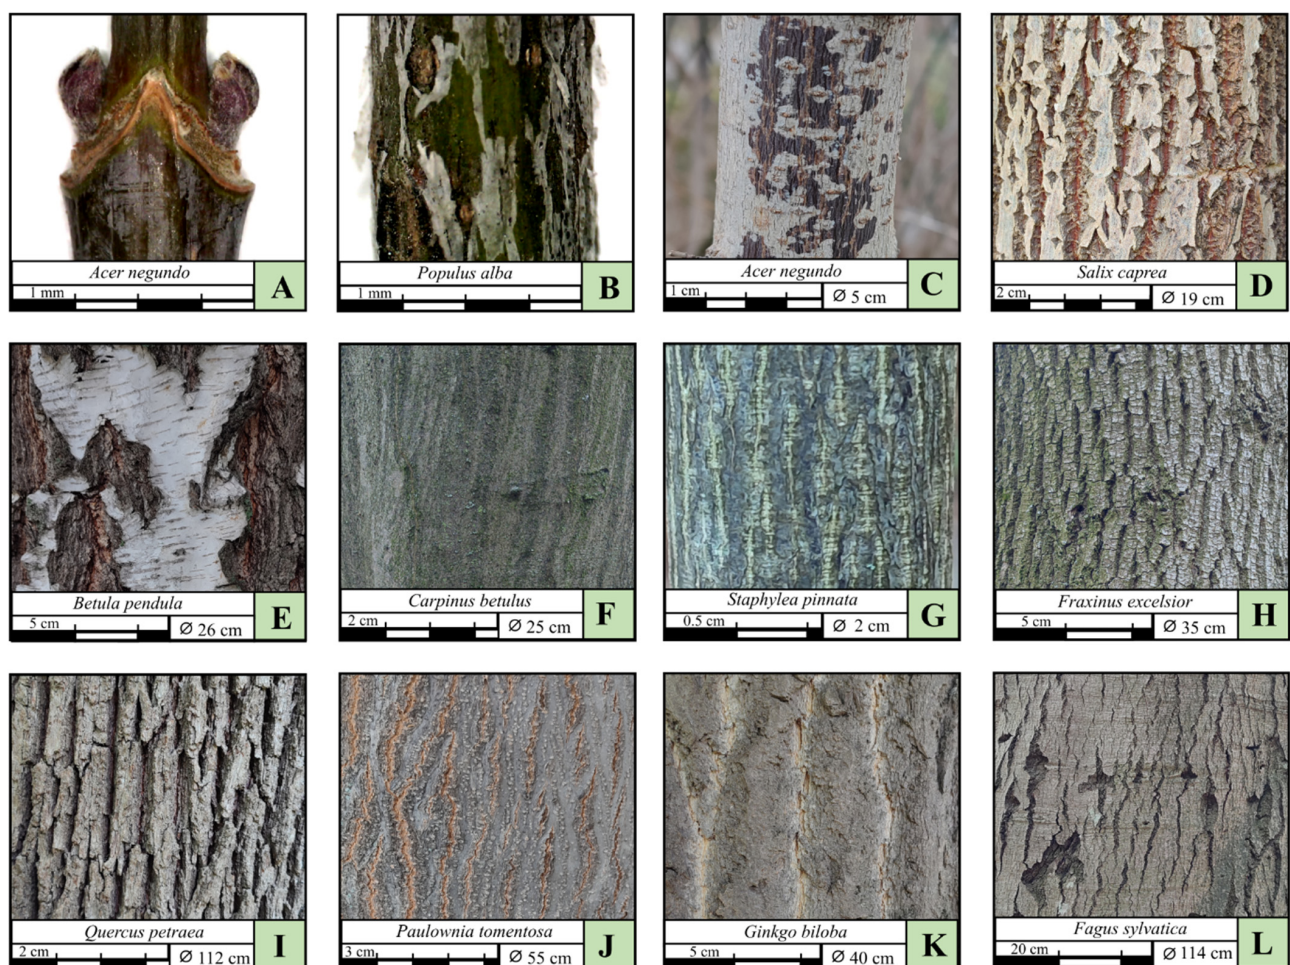 Acer negundo
1 mm
A
Populus alba
1 mm
B
Acer negundo
1 cm
Ø 5 cm
C
Salix caprea
2 cm
Ø 19 cm
D
Betula pendula
5 cm
Ø 26 cm
E
Carpinus betulus
2 cm
Ø 25 cm
F
Staphylea pinnata
0.5 cm
Ø 2 cm
G
Fraxinus excelsior
5 cm
Ø 35 cm
H
Quercus petraea
2 cm
Ø 112 cm
I
Paulownia tomentosa
3 cm
Ø 55 cm
J
Ginkgo biloba
5 cm
Ø 40 cm
K
Fagus sylvatica
20 cm
Ø 114 cm
L